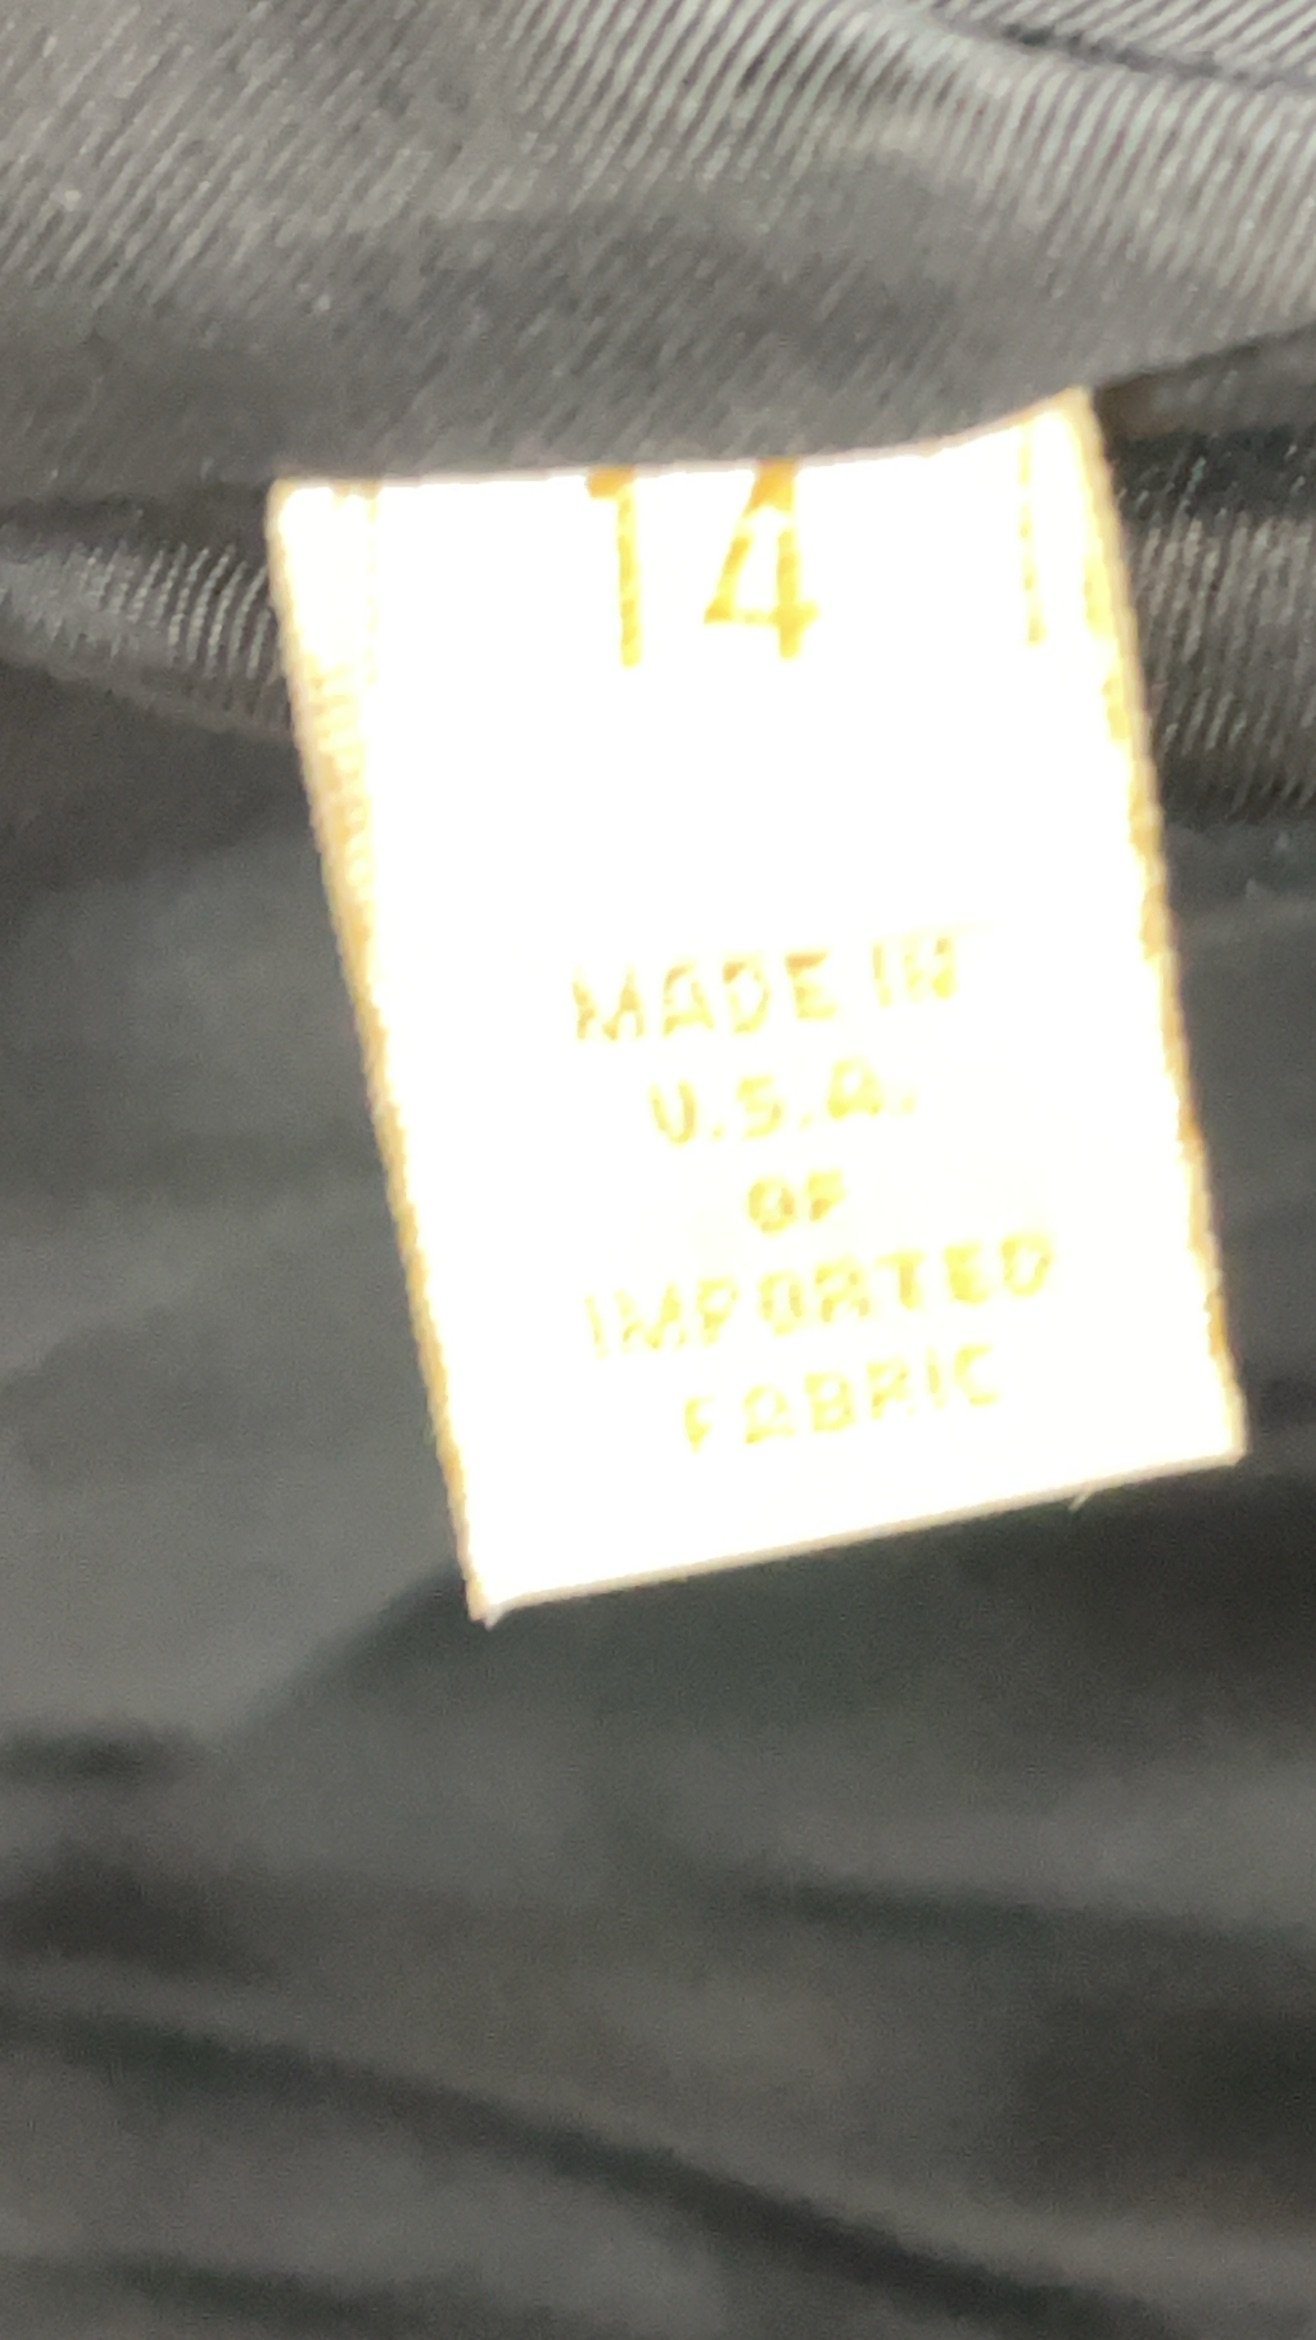 14
MADE IN
U.S.A.
OF
IMPORTED
FABRIC